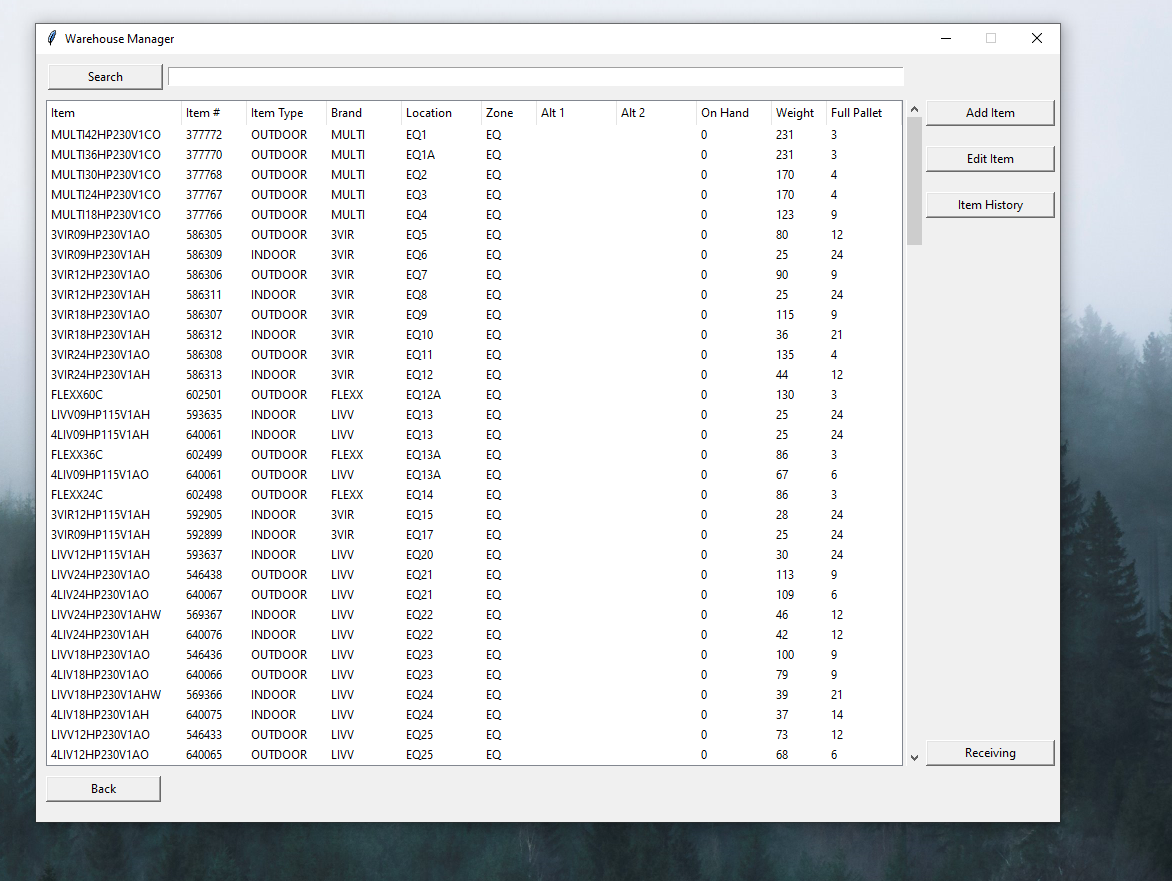 Warehouse Manager
Search
Item Item # Item Type Brand Location Zone Alt 1 Alt 2 On Hand Weight Full Pallet
MULTI42HP230V1CO 377772 OUTDOOR MULTI EQ1 EQ 0 231 3
MULTI36HP230V1CO 377770 OUTDOOR MULTI EQ1A EQ 0 231 3
MULTI30HP230V1CO 377768 OUTDOOR MULTI EQ2 EQ 0 170 4
MULTI24HP230V1CO 377767 OUTDOOR MULTI EQ3 EQ 0 170 4
MULTI18HP230V1CO 377766 OUTDOOR MULTI EQ4 EQ 0 123 9
3VIR09HP230V1AO 586305 OUTDOOR 3VIR EQ5 EQ 0 80 12
3VIR09HP230V1AH 586309 INDOOR 3VIR EQ6 EQ 0 25 24
3VIR12HP230V1AO 586306 OUTDOOR 3VIR EQ7 EQ 0 90 9
3VIR12HP230V1AH 586311 INDOOR 3VIR EQ8 EQ 0 25 24
3VIR18HP230V1AO 586307 OUTDOOR 3VIR EQ9 EQ 0 115 9
3VIR18HP230V1AH 586312 INDOOR 3VIR EQ10 EQ 0 36 21
3VIR24HP230V1AO 586308 OUTDOOR 3VIR EQ11 EQ 0 135 4
3VIR24HP230V1AH 586313 INDOOR 3VIR EQ12 EQ 0 44 12
FLEXX60C 602501 OUTDOOR FLEXX EQ12A EQ 0 130 3
LIVV09HP115V1AH 593635 INDOOR LIVV EQ13 EQ 0 25 24
4LIV09HP115V1AH 640061 INDOOR LIVV EQ13 EQ 0 25 24
FLEXX36C 602499 OUTDOOR FLEXX EQ13A EQ 0 86 3
4LIV09HP115V1AO 640061 OUTDOOR LIVV EQ13A EQ 0 67 6
FLEXX24C 602498 OUTDOOR FLEXX EQ14 EQ 0 86 3
3VIR12HP115V1AH 592905 INDOOR 3VIR EQ15 EQ 0 28 24
3VIR09HP115V1AH 592899 INDOOR 3VIR EQ17 EQ 0 25 24
LIVV12HP115V1AH 593637 INDOOR LIVV EQ20 EQ 0 30 24
LIVV24HP230V1AO 546438 OUTDOOR LIVV EQ21 EQ 0 113 9
4LIV24HP230V1AO 640067 OUTDOOR LIVV EQ21 EQ 0 109 6
LIVV24HP230V1AHW 569367 INDOOR LIVV EQ22 EQ 0 46 12
4LIV24HP230V1AH 640076 INDOOR LIVV EQ22 EQ 0 42 12
LIVV18HP230V1AO 546436 OUTDOOR LIVV EQ23 EQ 0 100 9
4LIV18HP230V1AO 640066 OUTDOOR LIVV EQ23 EQ 0 79 9
LIVV18HP230V1AHW 569366 INDOOR LIVV EQ24 EQ 0 39 21
4LIV18HP230V1AH 640075 INDOOR LIVV EQ24 EQ 0 37 14
LIVV12HP230V1AO 546433 OUTDOOR LIVV EQ25 EQ 0 73 12
4LIV12HP230V1AO 640065 OUTDOOR LIVV EQ25 EQ 0 68 6
Add Item
Edit Item
Item History
Receiving
Back